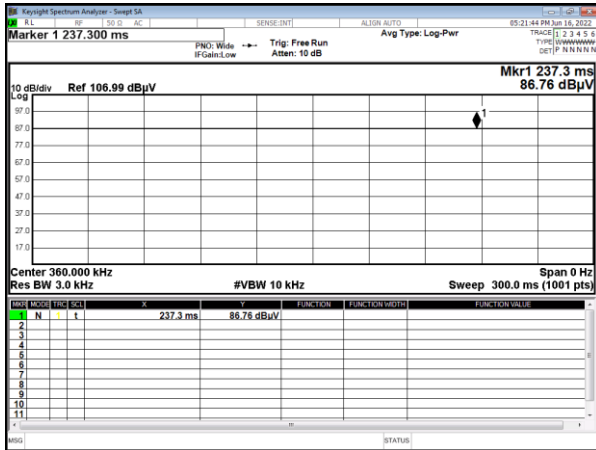 Keysight Spectrum Analyzer - Swept SA
RL RF 50 Ω AC SENSE:INT ALIGN AUTO 05:21:44 PM Jun 16, 2022
Marker 1 237.300 ms
PNO: Wide Trig: Free Run Avg Type: Log-Pwr TRACE 1 2 3 4 5 6
IFGain:Low Atten: 10 dB TYPE WWWWWW
DET P N N N N N
Mkr1 237.3 ms
10 dB/div Ref 106.99 dBµV 86.76 dBµV
Log
97.0
1
87.0
77.0
67.0
57.0
47.0
37.0
27.0
17.0
Center 360.000 kHz Span 0 Hz
Res BW 3.0 kHz #VBW 10 kHz Sweep 300.0 ms (1001 pts)
MKR MODE TRC SCL X Y FUNCTION FUNCTION WIDTH FUNCTION VALUE
1 N 1 t 237.3 ms 86.76 dBµV
2
3
4
5
6
7
8
9
10
11
MSG STATUS